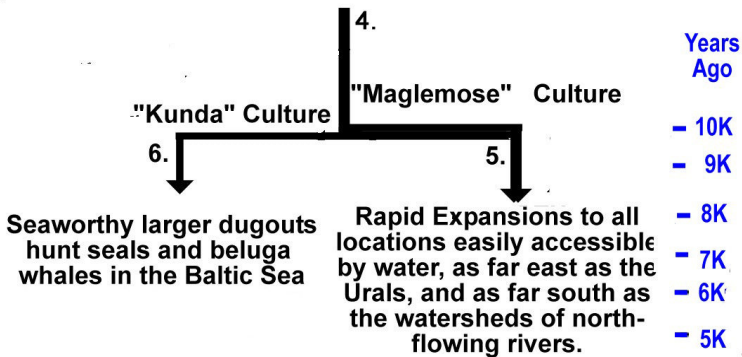 4.
"Maglemose" Culture
"Kunda" Culture
6.
5.
Seaworthy larger dugouts
hunt seals and beluga
whales in the Baltic Sea
Rapid Expansions to all
locations easily accessible
by water, as far east as the
Urals, and as far south as
the watersheds of north-
flowing rivers.
Years
Ago
10K
9K
8K
7K
6K
5K